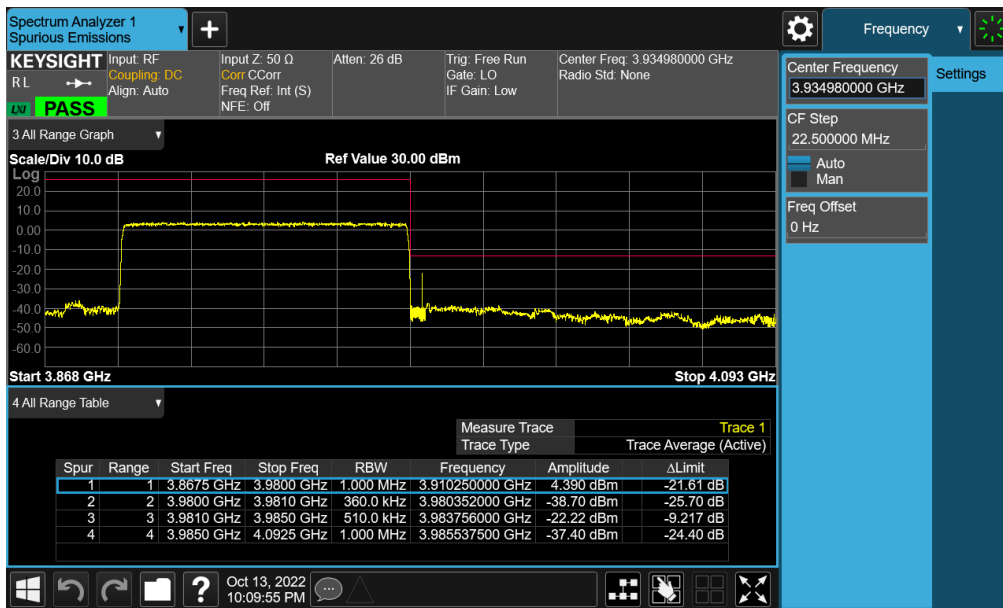 Spectrum Analyzer 1
Spurious Emissions
Frequency
KEYSIGHT
R L
LXI PASS
Input: RF
Coupling: DC
Align: Auto
Input Z: 50 Ω
Corr CCorr
Freq Ref: Int (S)
NFE: Off
Atten: 26 dB
Trig: Free Run
Gate: LO
IF Gain: Low
Center Freq: 3.934980000 GHz
Radio Std: None
Center Frequency
3.934980000 GHz
Settings
CF Step
22.500000 MHz
Auto
Man
Freq Offset
0 Hz
3 All Range Graph
Scale/Div 10.0 dB Ref Value 30.00 dBm
Log
20.0
10.0
0.00
-10.0
-20.0
-30.0
-40.0
-50.0
-60.0
Start 3.868 GHz Stop 4.093 GHz
4 All Range Table
Measure Trace Trace 1
Trace Type Trace Average (Active)
Spur Range Start Freq Stop Freq RBW Frequency Amplitude ΔLimit
1 1 3.8675 GHz 3.9800 GHz 1.000 MHz 3.910250000 GHz 4.390 dBm -21.61 dB
2 2 3.9800 GHz 3.9810 GHz 360.0 kHz 3.980352000 GHz -38.70 dBm -25.70 dB
3 3 3.9810 GHz 3.9850 GHz 510.0 kHz 3.983756000 GHz -22.22 dBm -9.217 dB
4 4 3.9850 GHz 4.0925 GHz 1.000 MHz 3.985537500 GHz -37.40 dBm -24.40 dB
Oct 13, 2022
10:09:55 PM